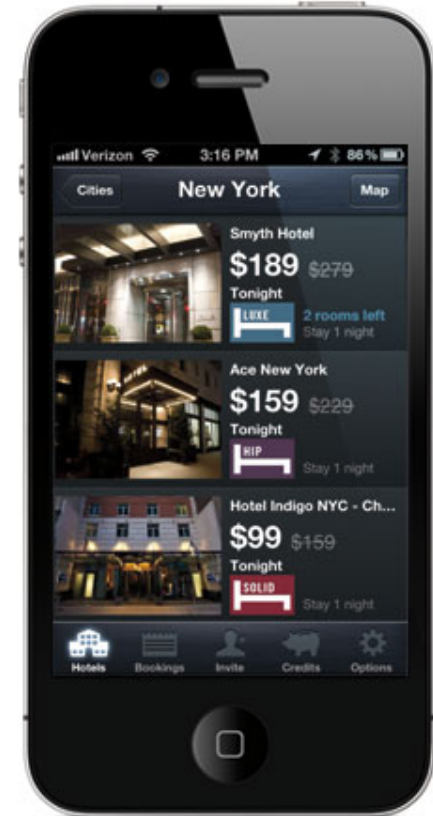 Verizon 3:16 PM 86%
Cities New York Map
Smyth Hotel
$189 $279
Tonight
LUXE 2 rooms left
Stay 1 night
Ace New York
$159 $229
Tonight
HIP
Stay 1 night
Hotel Indigo NYC - Ch...
$99 $159
Tonight
SOLID
Stay 1 night
Hotels Bookings Invite Credits Options